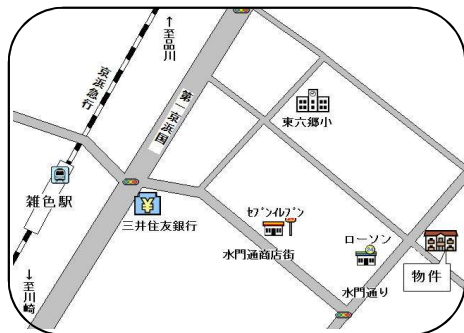 ↑至品川
京浜急行
第一京浜国
東六郷小
雑色駅
三井住友銀行
ｾﾌﾞﾝｲﾚﾌﾞﾝ
水門通商店街
ローソン
物件
水門通り
↓至川崎